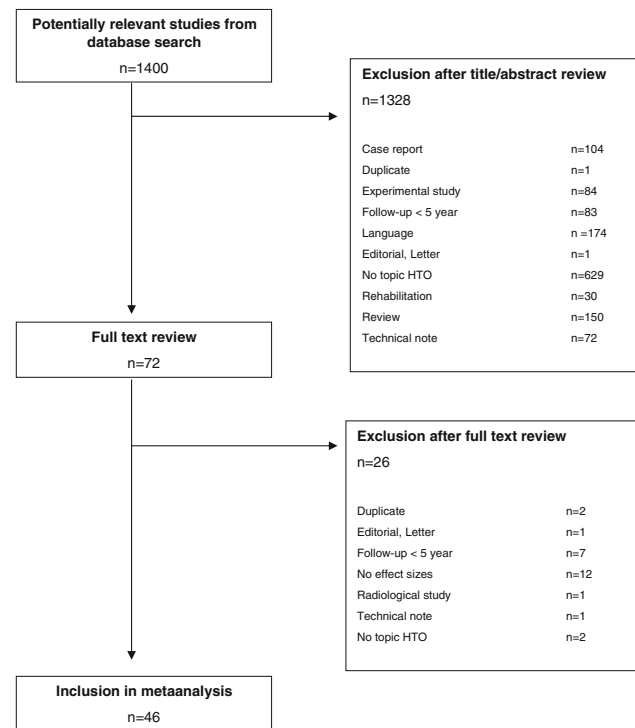 Potentially relevant studies from
database search
n=1400
Exclusion after title/abstract review
n=1328
Case report n=104
Duplicate n=1
Experimental study n=84
Follow-up < 5 year n=83
Language n =174
Editorial, Letter n=1
No topic HTO n=629
Rehabilitation n=30
Review n=150
Technical note n=72
Full text review
n=72
Exclusion after full text review
n=26
Duplicate n=2
Editorial, Letter n=1
Follow-up < 5 year n=7
No effect sizes n=12
Radiological study n=1
Technical note n=1
No topic HTO n=2
Inclusion in metaanalysis
n=46